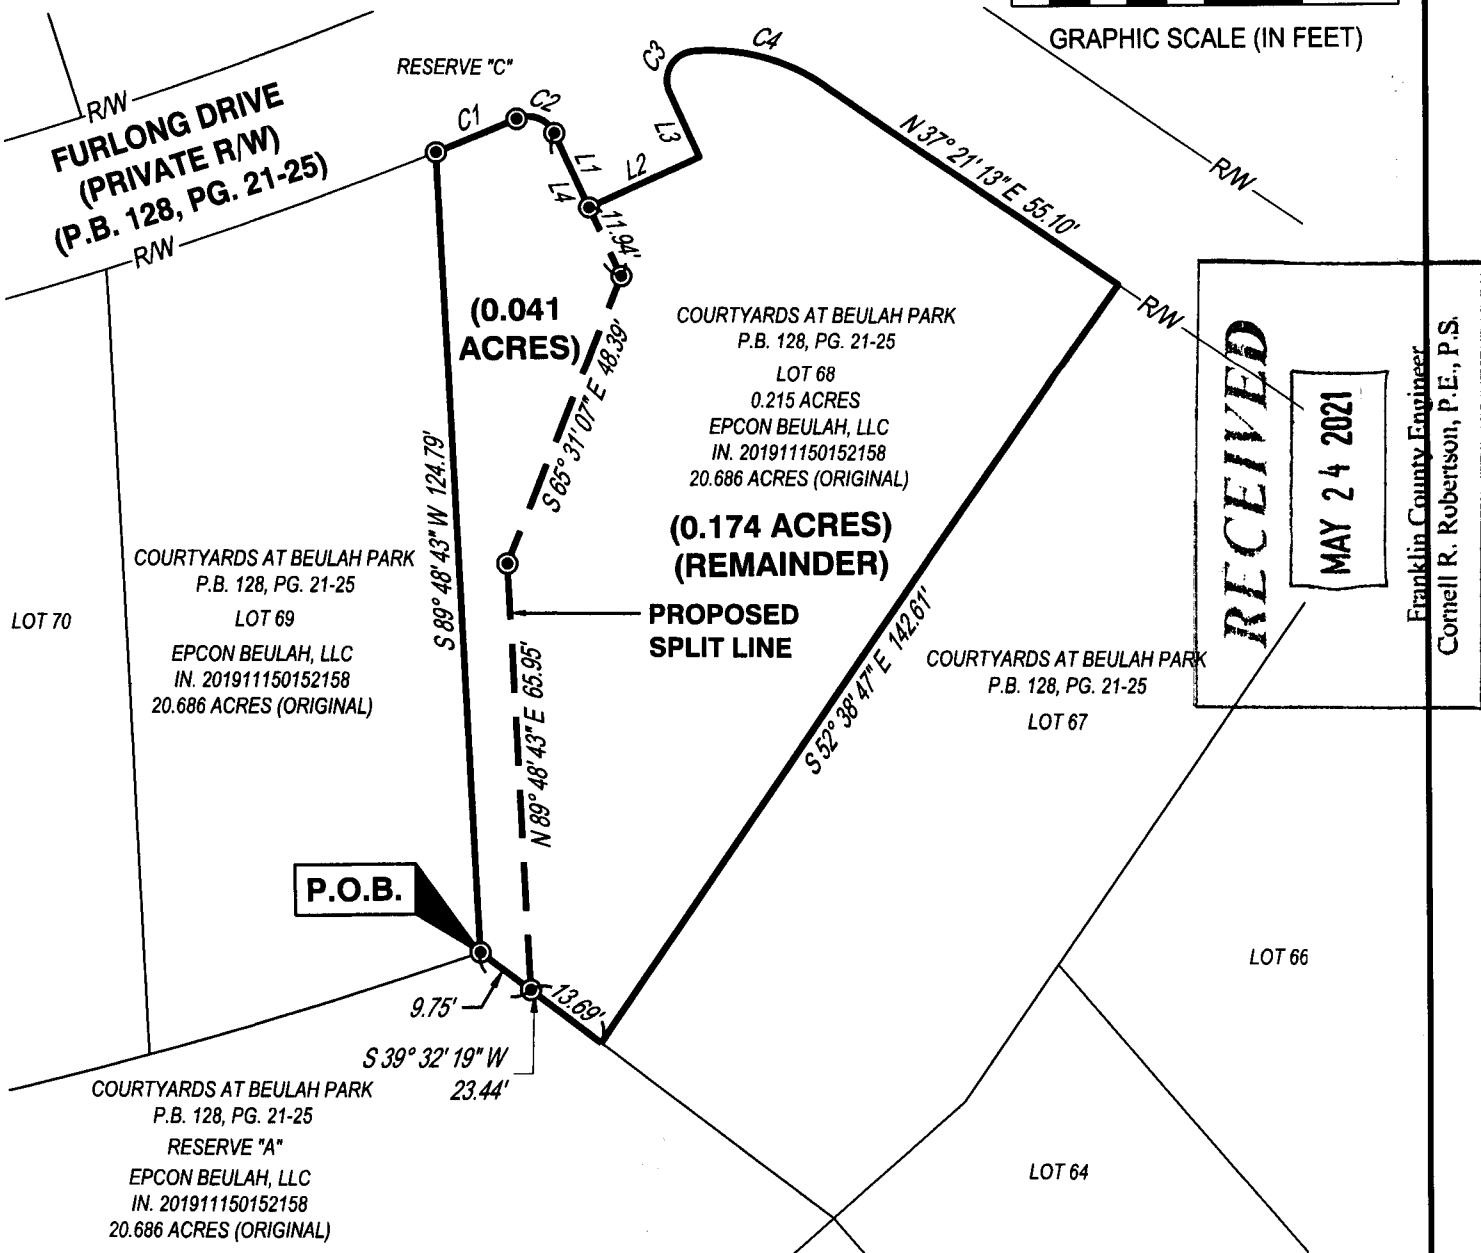 GRAPHIC SCALE (IN FEET)
RESERVE "C"
R/W
FURLONG DRIVE
(PRIVATE R/W)
(P.B. 128, PG. 21-25)
R/W
C1
C2
C3
C4
L1
L2
L3
L4
11.94'
N 37° 21' 13" E 55.10'
R/W
R/W
(0.041
ACRES)
S 65° 31' 07" E 48.39'
COURTYARDS AT BEULAH PARK
P.B. 128, PG. 21-25
LOT 68
0.215 ACRES
EPCON BEULAH, LLC
IN. 201911150152158
20.686 ACRES (ORIGINAL)
(0.174 ACRES)
(REMAINDER)
PROPOSED
SPLIT LINE
S 89° 48' 43" W 124.79'
COURTYARDS AT BEULAH PARK
P.B. 128, PG. 21-25
LOT 69
EPCON BEULAH, LLC
IN. 201911150152158
20.686 ACRES (ORIGINAL)
LOT 70
N 89° 48' 43" E 65.95'
S 52° 38' 47" E 142.61'
COURTYARDS AT BEULAH PARK
P.B. 128, PG. 21-25
LOT 67
RECEIVED
MAY 24 2021
Franklin County Engineer
Cornell R. Robertson, P.E., P.S.
P.O.B.
9.75'
13.69'
S 39° 32' 19" W
23.44'
LOT 66
LOT 64
COURTYARDS AT BEULAH PARK
P.B. 128, PG. 21-25
RESERVE "A"
EPCON BEULAH, LLC
IN. 201911150152158
20.686 ACRES (ORIGINAL)